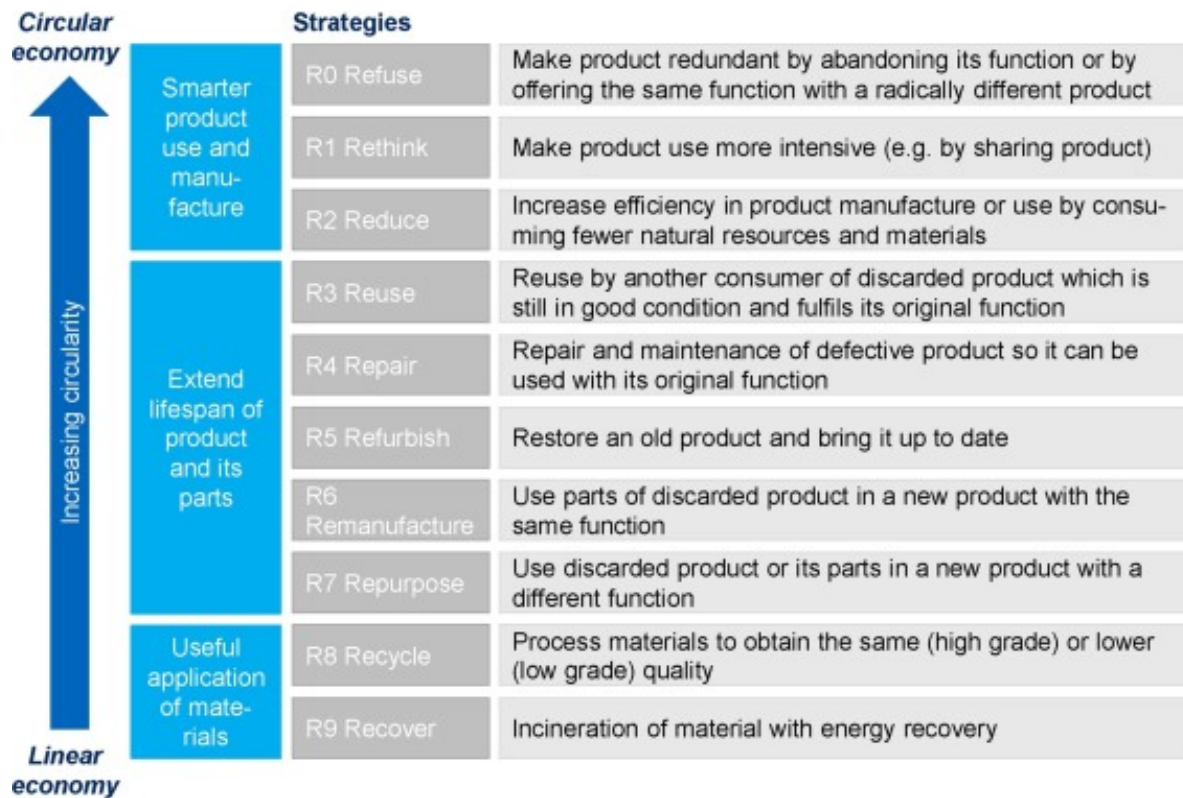 Circular
economy
Strategies
Increasing circularity
Linear
economy
Smarter
product
use and
manu-
facture
R0 Refuse
Make product redundant by abandoning its function or by
offering the same function with a radically different product
R1 Rethink
Make product use more intensive (e.g. by sharing product)
R2 Reduce
Increase efficiency in product manufacture or use by consu-
ming fewer natural resources and materials
Extend
lifespan of
product
and its
parts
R3 Reuse
Reuse by another consumer of discarded product which is
still in good condition and fulfils its original function
R4 Repair
Repair and maintenance of defective product so it can be
used with its original function
R5 Refurbish
Restore an old product and bring it up to date
R6
Remanufacture
Use parts of discarded product in a new product with the
same function
R7 Repurpose
Use discarded product or its parts in a new product with a
different function
Useful
application
of mate-
rials
R8 Recycle
Process materials to obtain the same (high grade) or lower
(low grade) quality
R9 Recover
Incineration of material with energy recovery